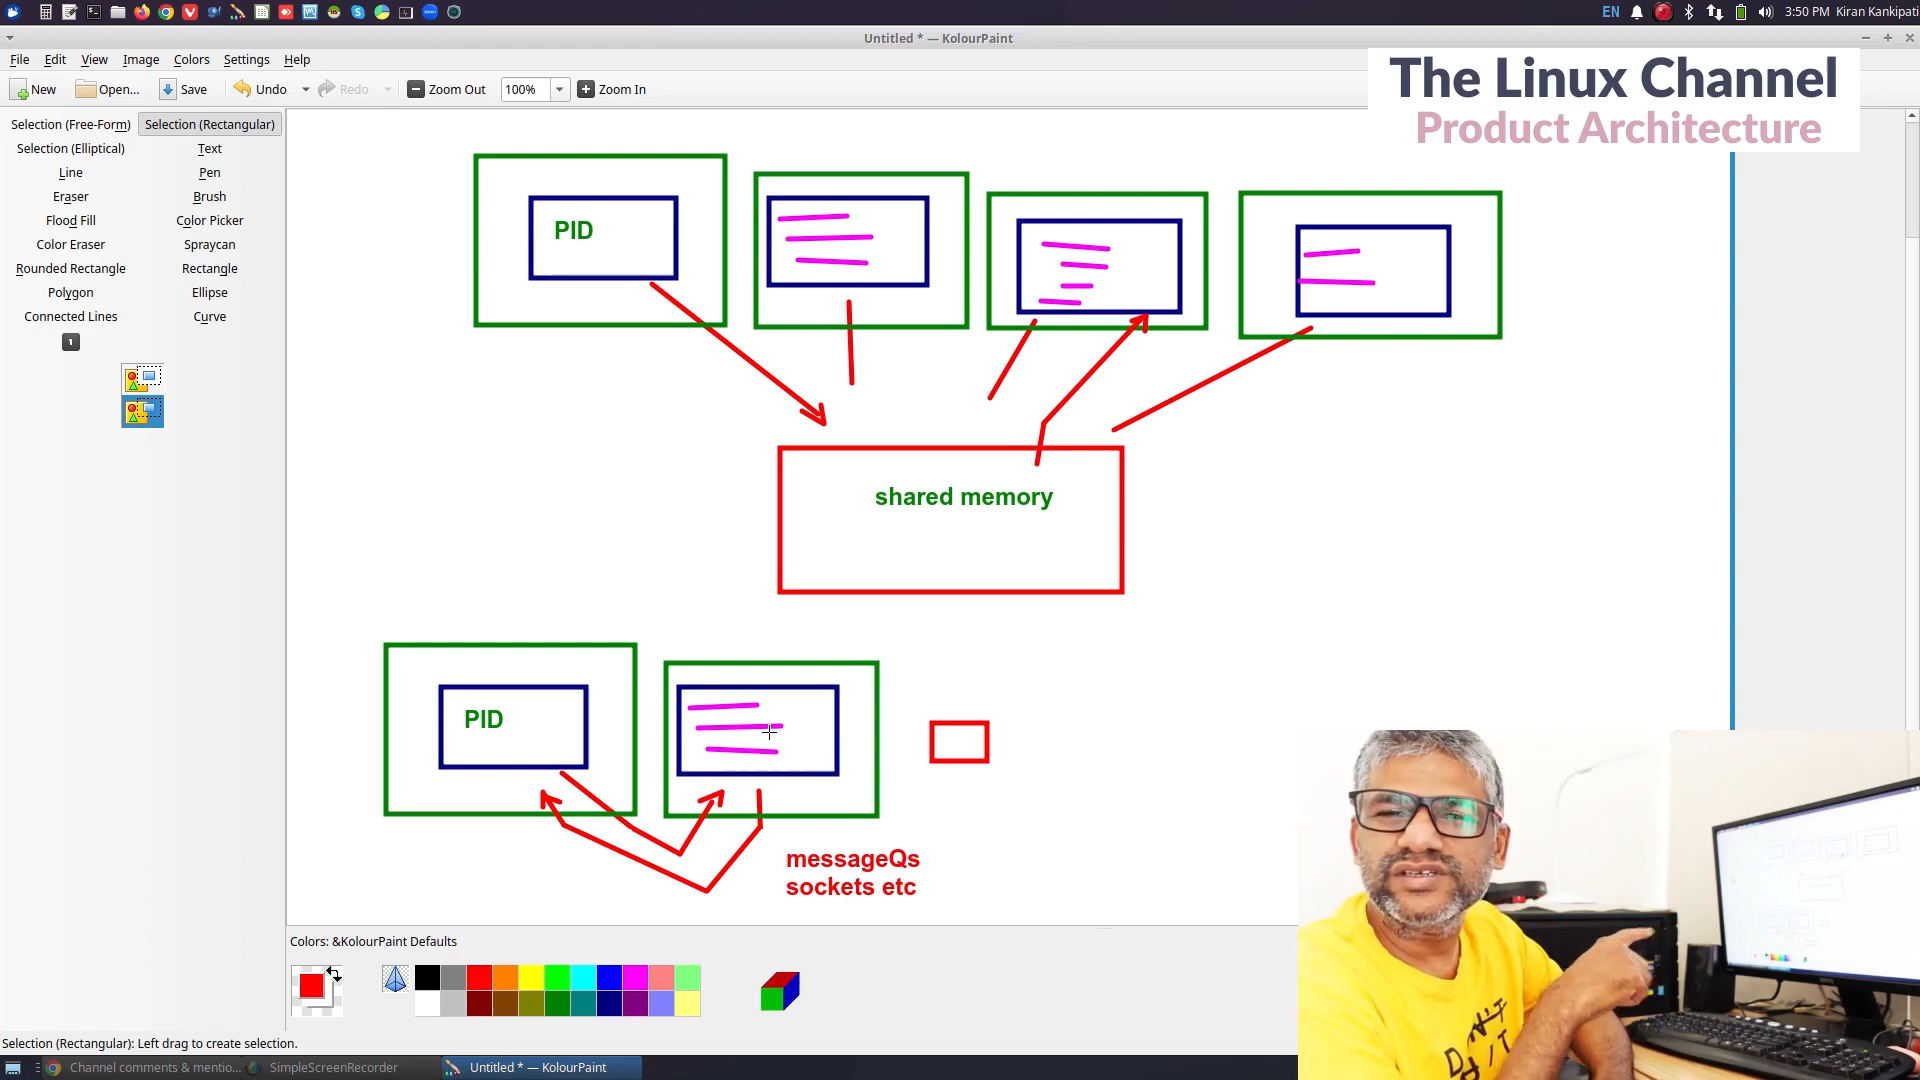 EN
3:50 PM Kiran Kankipati
Untitled * — KolourPaint
File Edit View Image Colors Settings Help
New Open... Save Undo Redo Zoom Out 100% Zoom In
The Linux Channel
Product Architecture
Selection (Free-Form) Selection (Rectangular)
Selection (Elliptical) Text
Line Pen
Eraser Brush
Flood Fill Color Picker
Color Eraser Spraycan
Rounded Rectangle Rectangle
Polygon Ellipse
Connected Lines Curve
1
PID
shared memory
PID
messageQs
sockets etc
Colors: &KolourPaint Defaults
Selection (Rectangular): Left drag to create selection.
Channel comments & mentio... SimpleScreenRecorder Untitled * — KolourPaint